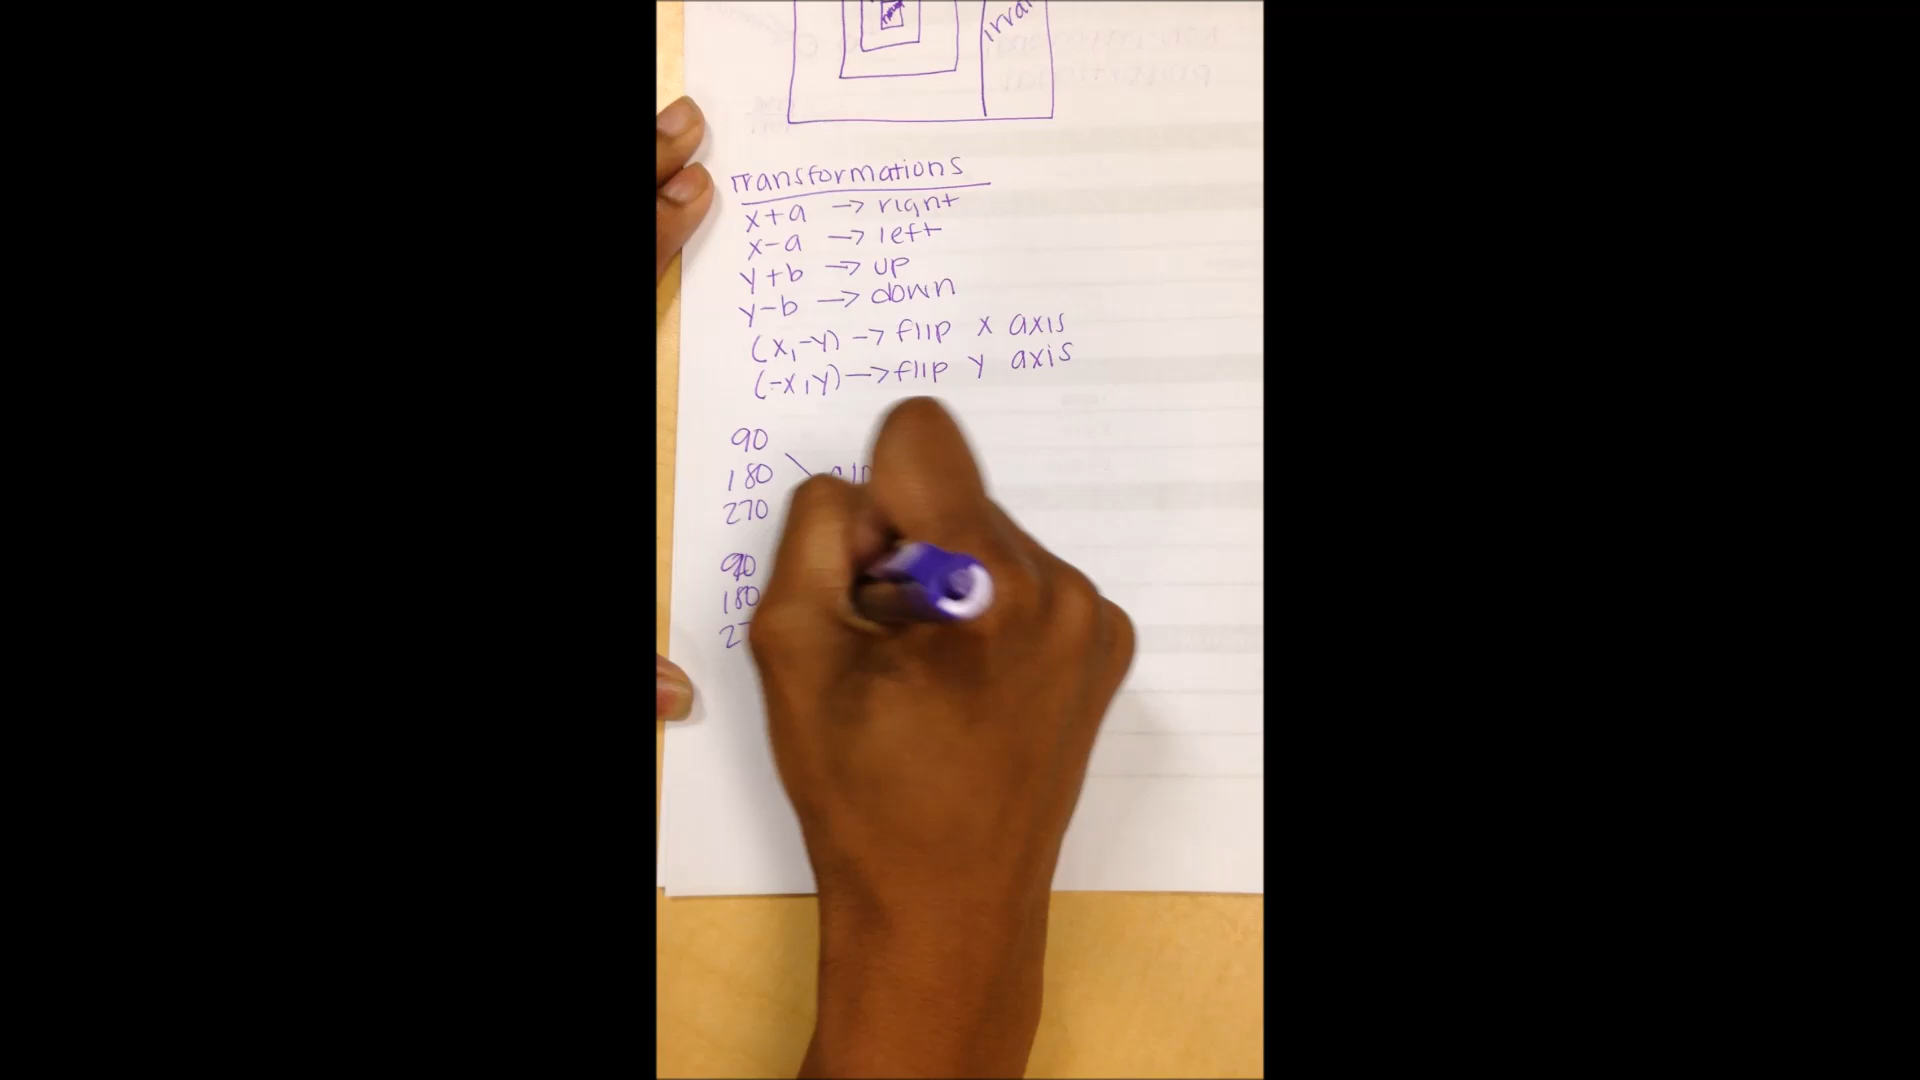 Transformations
x+a → right
x-a → left
y+b → up
y-b → down
(x,-y) → flip x axis
(-x,y) → flip y axis
90
180
270
90
180